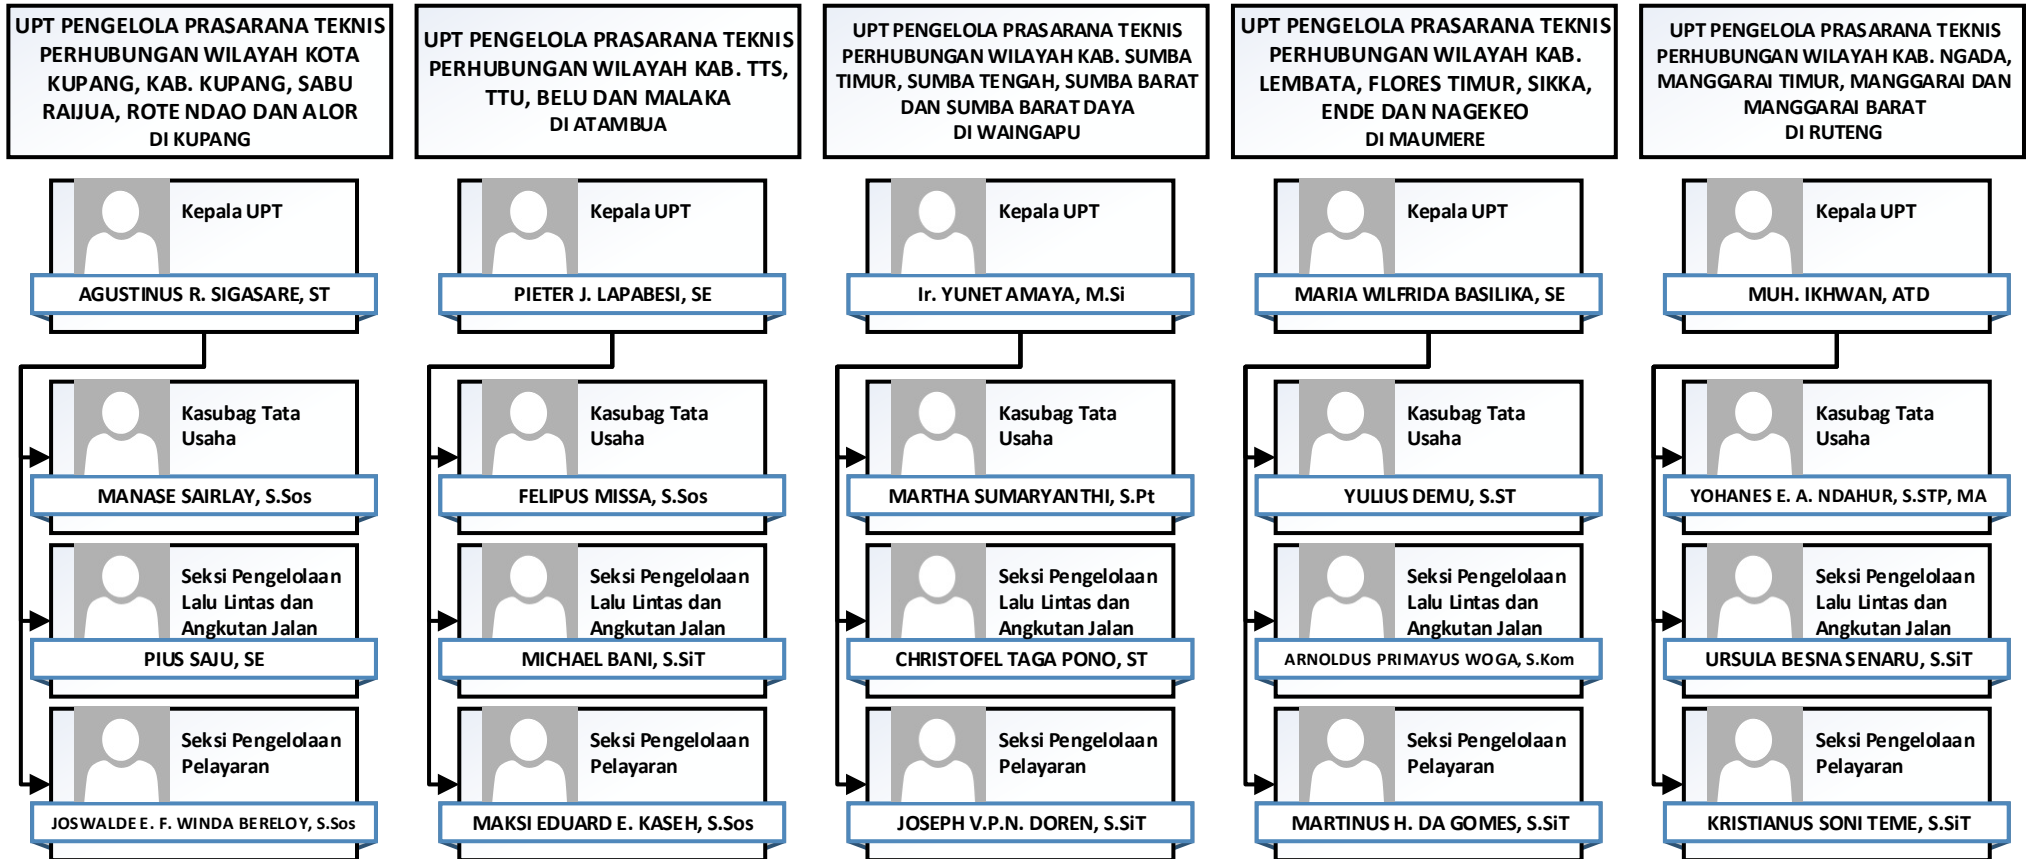 UPT PENGELOLA PRASARANA TEKNIS
PERHUBUNGAN WILAYAH KOTA
KUPANG, KAB. KUPANG, SABU
RAIJUA, ROTE NDAO DAN ALOR
DI KUPANG
Kepala UPT
AGUSTINUS R. SIGASARE, ST
Kasubag Tata
Usaha
MANASE SAIRLAY, S.Sos
Seksi Pengelolaan
Lalu Lintas dan
Angkutan Jalan
PIUS SAJU, SE
Seksi Pengelolaan
Pelayaran
JOSWALDE E. F. WINDA BERELOY, S.Sos
UPT PENGELOLA PRASARANA TEKNIS
PERHUBUNGAN WILAYAH KAB. TTS,
TTU, BELU DAN MALAKA
DI ATAMBUA
Kepala UPT
PIETER J. LAPABESI, SE
Kasubag Tata
Usaha
FELIPUS MISSA, S.Sos
Seksi Pengelolaan
Lalu Lintas dan
Angkutan Jalan
MICHAEL BANI, S.SiT
Seksi Pengelolaan
Pelayaran
MAKSI EDUARD E. KASEH, S.Sos
UPT PENGELOLA PRASARANA TEKNIS
PERHUBUNGAN WILAYAH KAB. SUMBA
TIMUR, SUMBA TENGAH, SUMBA BARAT
DAN SUMBA BARAT DAYA
DI WAINGAPU
Kepala UPT
Ir. YUNET AMAYA, M.Si
Kasubag Tata
Usaha
MARTHA SUMARYANTHI, S.Pt
Seksi Pengelolaan
Lalu Lintas dan
Angkutan Jalan
CHRISTOFEL TAGA PONO, ST
Seksi Pengelolaan
Pelayaran
JOSEPH V.P.N. DOREN, S.SiT
UPT PENGELOLA PRASARANA TEKNIS
PERHUBUNGAN WILAYAH KAB.
LEMBATA, FLORES TIMUR, SIKKA,
ENDE DAN NAGEKEO
DI MAUMERE
Kepala UPT
MARIA WILFRIDA BASILIKA, SE
Kasubag Tata
Usaha
YULIUS DEMU, S.ST
Seksi Pengelolaan
Lalu Lintas dan
Angkutan Jalan
ARNOLDUS PRIMAYUS WOGA, S.Kom
Seksi Pengelolaan
Pelayaran
MARTINUS H. DA GOMES, S.SiT
UPT PENGELOLA PRASARANA TEKNIS
PERHUBUNGAN WILAYAH KAB. NGADA,
MANGGARAI TIMUR, MANGGARAI DAN
MANGGARAI BARAT
DI RUTENG
Kepala UPT
MUH. IKHWAN, ATD
Kasubag Tata
Usaha
YOHANES E. A. NDAHUR, S.STP, MA
Seksi Pengelolaan
Lalu Lintas dan
Angkutan Jalan
URSULA BESNA SENARU, S.SiT
Seksi Pengelolaan
Pelayaran
KRISTIANUS SONI TEME, S.SiT